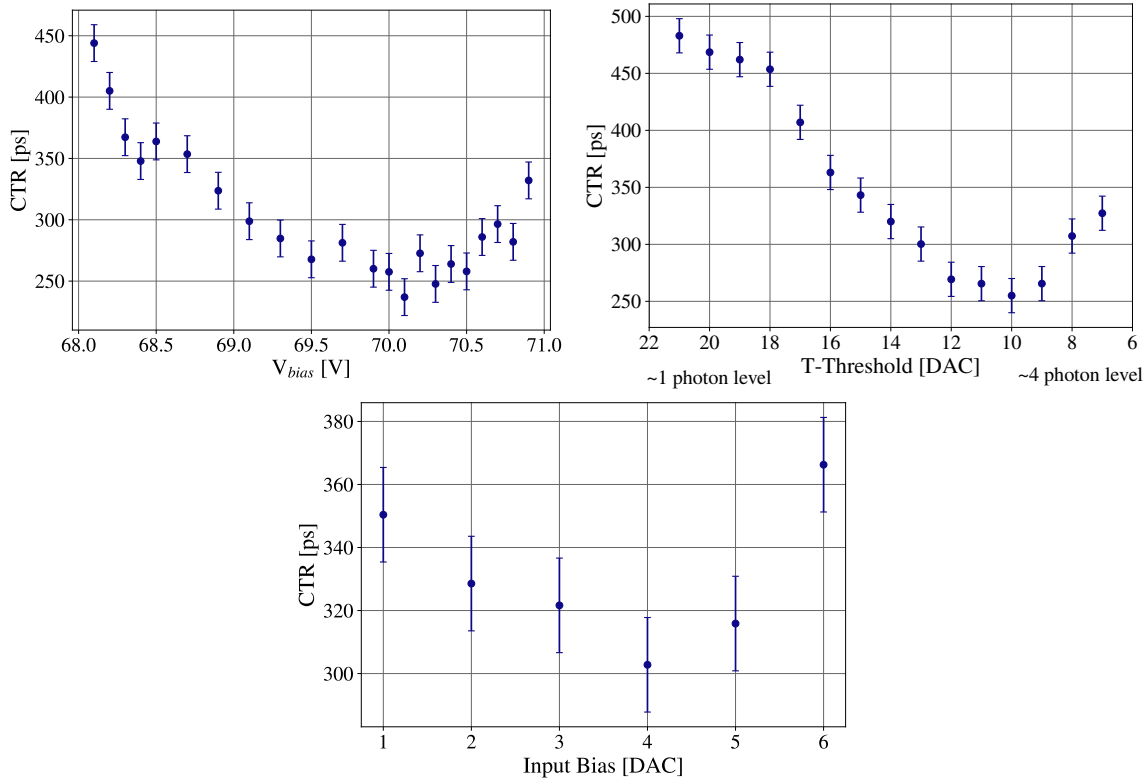 450
400
350
300
250
CTR [ps]
68.0 68.5 69.0 69.5 70.0 70.5 71.0
V_bias [V]
500
450
400
350
300
250
CTR [ps]
22 20 18 16 14 12 10 8 6
~1 photon level T-Threshold [DAC] ~4 photon level
380
360
340
320
300
CTR [ps]
1 2 3 4 5 6
Input Bias [DAC]